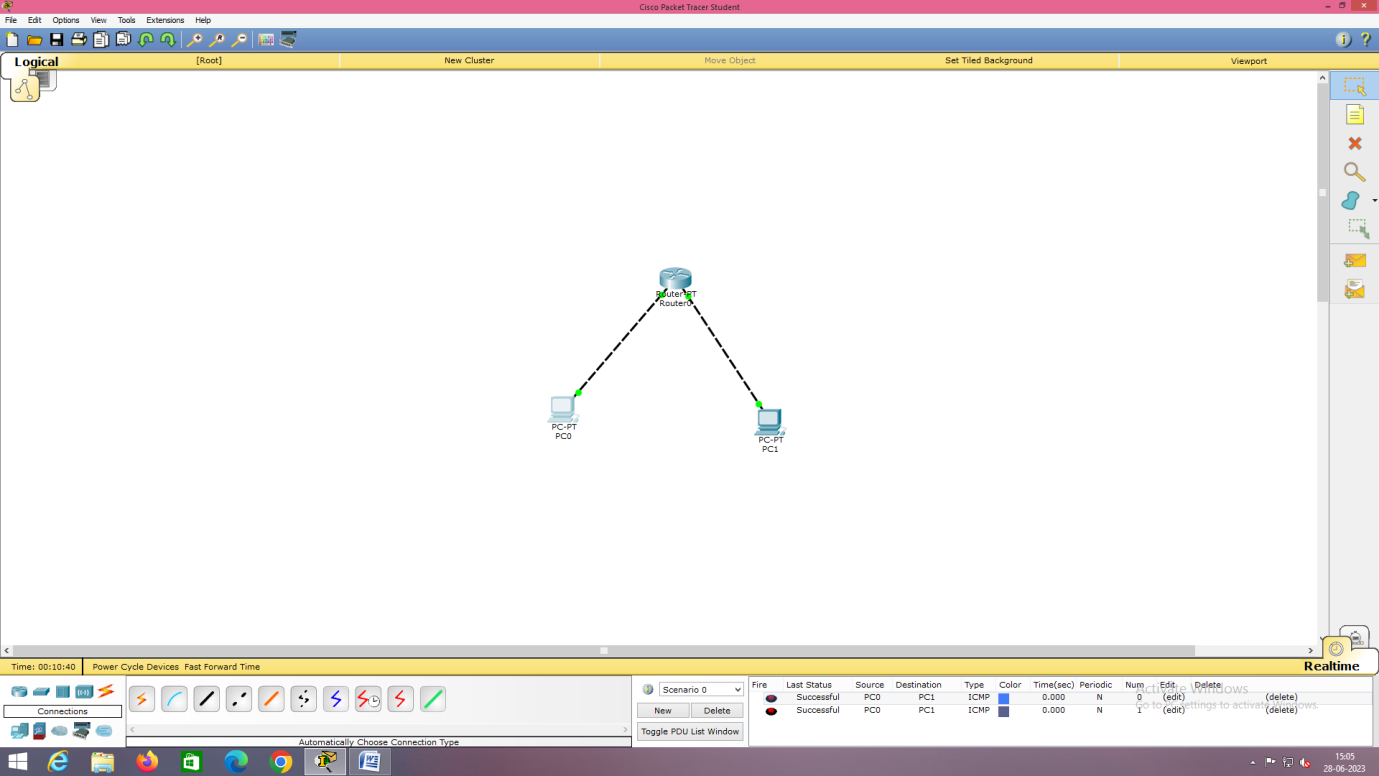 Cisco Packet Tracer Student
File Edit Options View Tools Extensions Help
Logical [Root] New Cluster Move Object Set Tiled Background Viewport
Router-PT
Router0
PC-PT
PC0
PC-PT
PC1
Time: 00:10:40 Power Cycle Devices Fast Forward Time
Realtime
Connections
Automatically Choose Connection Type
Scenario 0
New Delete
Toggle PDU List Window
Fire Last Status Source Destination Type Color Time(sec) Periodic Num Edit Delete
Successful PC0 PC1 ICMP 0.000 N 0 (edit) (delete)
Successful PC0 PC1 ICMP 0.000 N 1 (edit) (delete)
Activate Windows
Go to PC settings to activate Windows.
15:05
28-06-2023